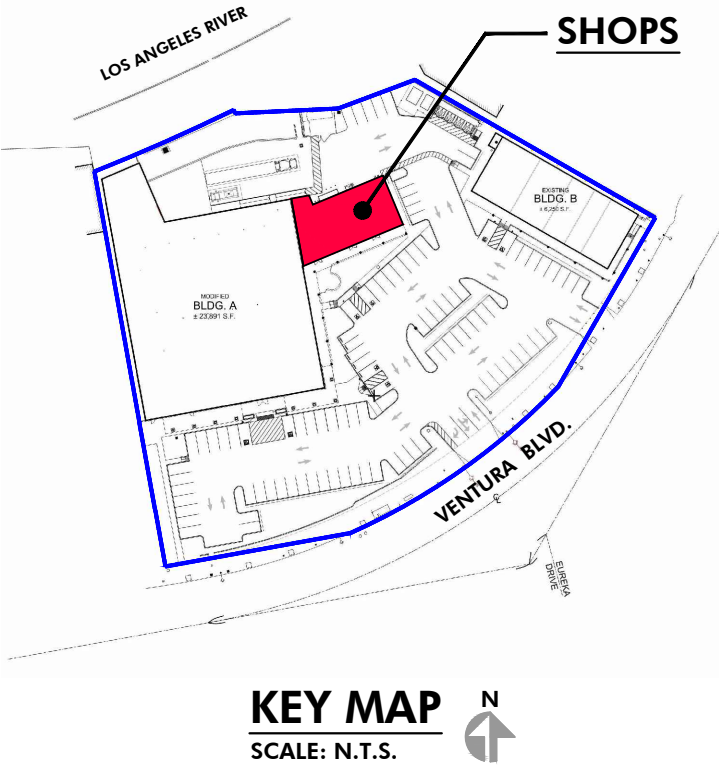 LOS ANGELES RIVER
SHOPS
EXISTING
BLDG. B
± 6,250 S.F.
MODIFIED
BLDG. A
± 23,891 S.F.
VENTURA BLVD.
EUREKA
DRIVE
KEY MAP
SCALE: N.T.S.
N